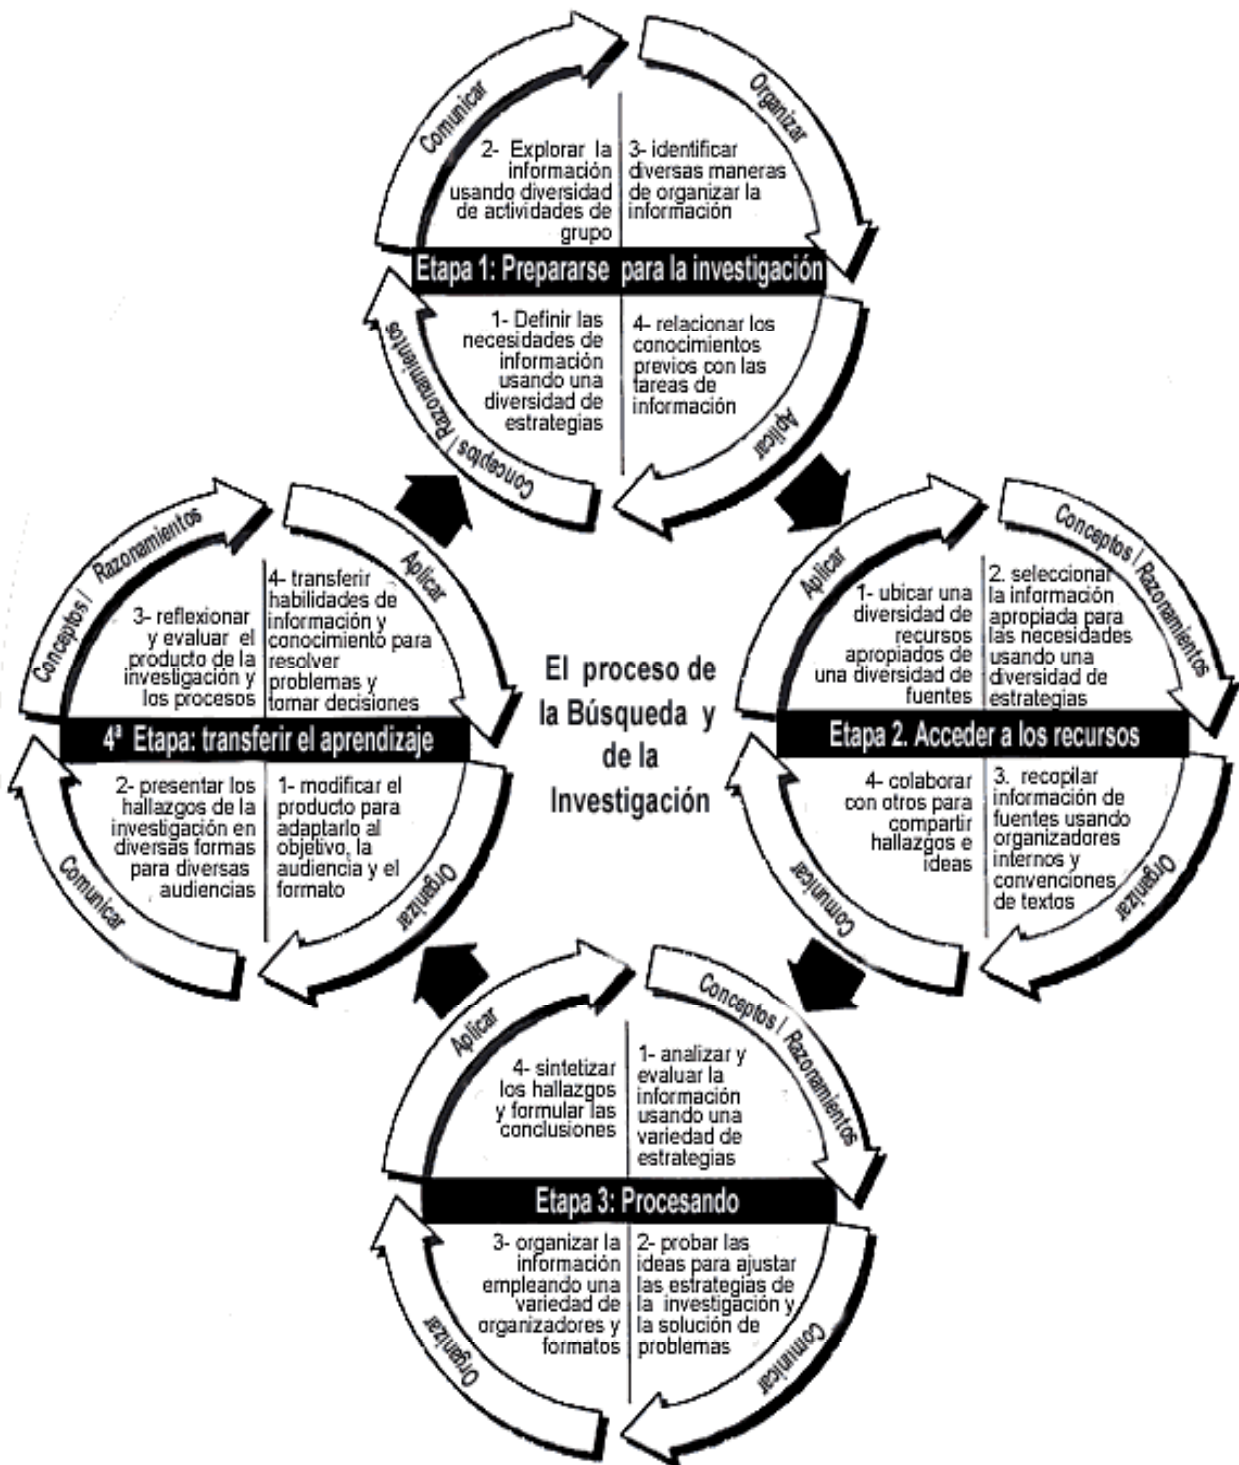 Comunicar
Organizar
2- Explorar la
información
usando diversidad
de actividades de
grupo
3- identificar
diversas maneras
de organizar la
información
Etapa 1: Prepararse para la investigación
1- Definir las
necesidades de
información
usando una
diversidad de
estrategias
4- relacionar los
conocimientos
previos con las
tareas de
información
Conceptos | Razonamientos
Aplicar
Conceptos | Razonamientos
Aplicar
3- reflexionar
y evaluar el
producto de la
investigación y
los procesos
4- transferir
habilidades de
información y
conocimiento para
resolver
problemas y
tomar decisiones
4ª Etapa: transferir el aprendizaje
2- presentar los
hallazgos de la
investigación en
diversas formas
para diversas
audiencias
1- modificar el
producto para
adaptarlo al
objetivo, la
audiencia y el
formato
Comunicar
Organizar
El proceso de
la Búsqueda y
de la
Investigación
Aplicar
Conceptos | Razonamientos
1- ubicar una
diversidad de
recursos
apropiados de
una diversidad de
fuentes
2. seleccionar
la información
apropiada para
las necesidades
usando una
diversidad de
estrategias
Etapa 2. Acceder a los recursos
4- colaborar
con otros para
compartir
hallazgos e
ideas
3. recopilar
información de
fuentes usando
organizadores
internos y
convenciones
de textos
Comunicar
Organizar
Aplicar
Conceptos | Razonamientos
4- sintetizar
los hallazgos
y formular las
conclusiones
1- analizar y
evaluar la
información
usando una
variedad de
estrategias
Etapa 3: Procesando
3- organizar la
información
empleando una
variedad de
organizadores y
formatos
2- probar las
ideas para ajustar
las estrategias de
la investigación y
la solución de
problemas
Organizar
Comunicar